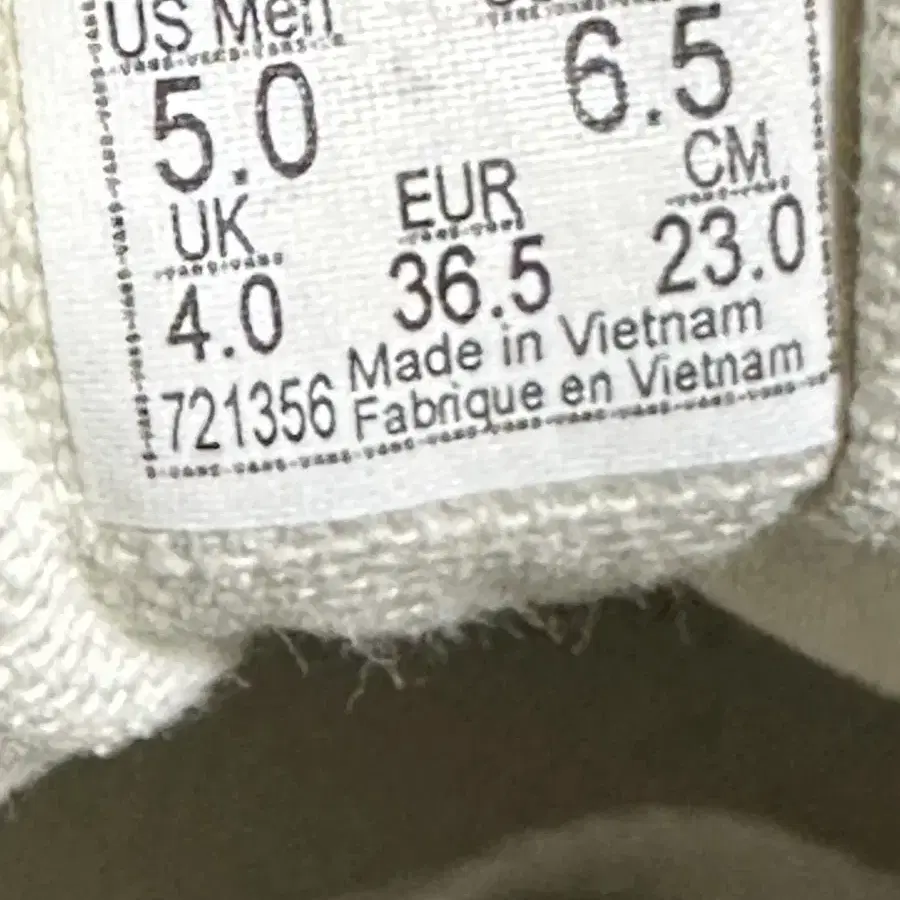 US Men
5.0 6.5
UK EUR CM
4.0 36.5 23.0
Made in Vietnam
721356 Fabrique en Vietnam